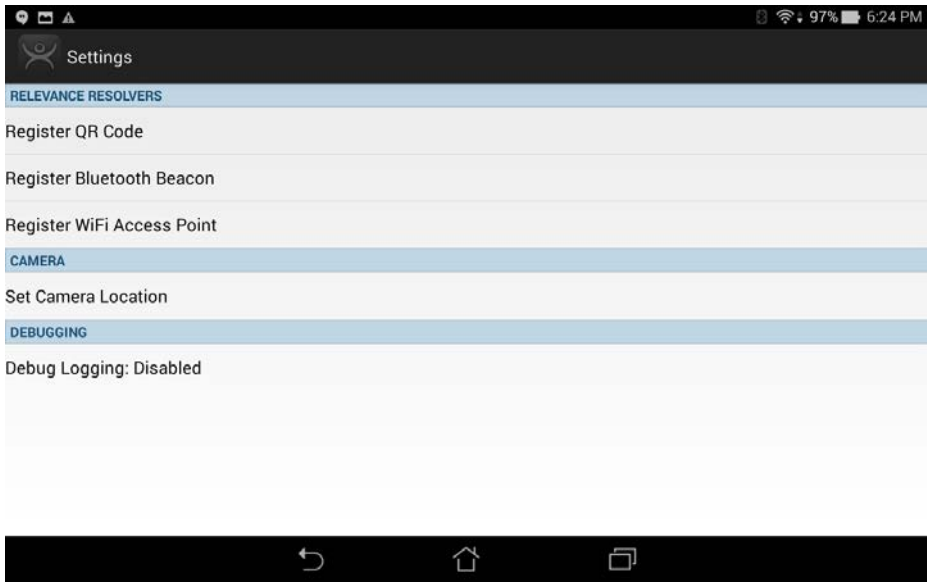 97% 6:24 PM
Settings
RELEVANCE RESOLVERS
Register QR Code
Register Bluetooth Beacon
Register WiFi Access Point
CAMERA
Set Camera Location
DEBUGGING
Debug Logging: Disabled